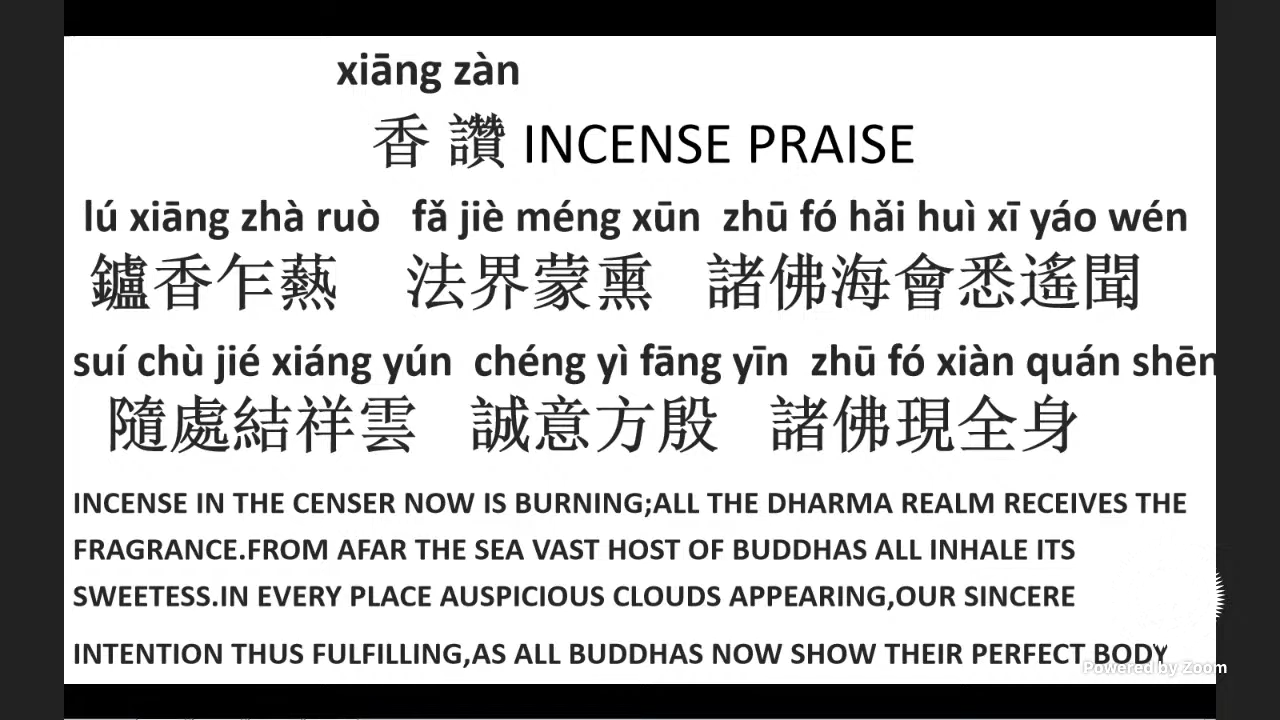 xiāng zàn
香 讚 INCENSE PRAISE
lú xiāng zhà ruò fǎ jiè méng xūn zhū fó hǎi huì xī yáo wén
鑪香乍爇 法界蒙熏 諸佛海會悉遙聞
suí chù jié xiáng yún chéng yì fāng yīn zhū fó xiàn quán shēn
隨處結祥雲 誠意方殷 諸佛現全身
INCENSE IN THE CENSER NOW IS BURNING;ALL THE DHARMA REALM RECEIVES THE
FRAGRANCE.FROM AFAR THE SEA VAST HOST OF BUDDHAS ALL INHALE ITS
SWEETESS.IN EVERY PLACE AUSPICIOUS CLOUDS APPEARING,OUR SINCERE
INTENTION THUS FULFILLING,AS ALL BUDDHAS NOW SHOW THEIR PERFECT BODY
Powered by Zoom